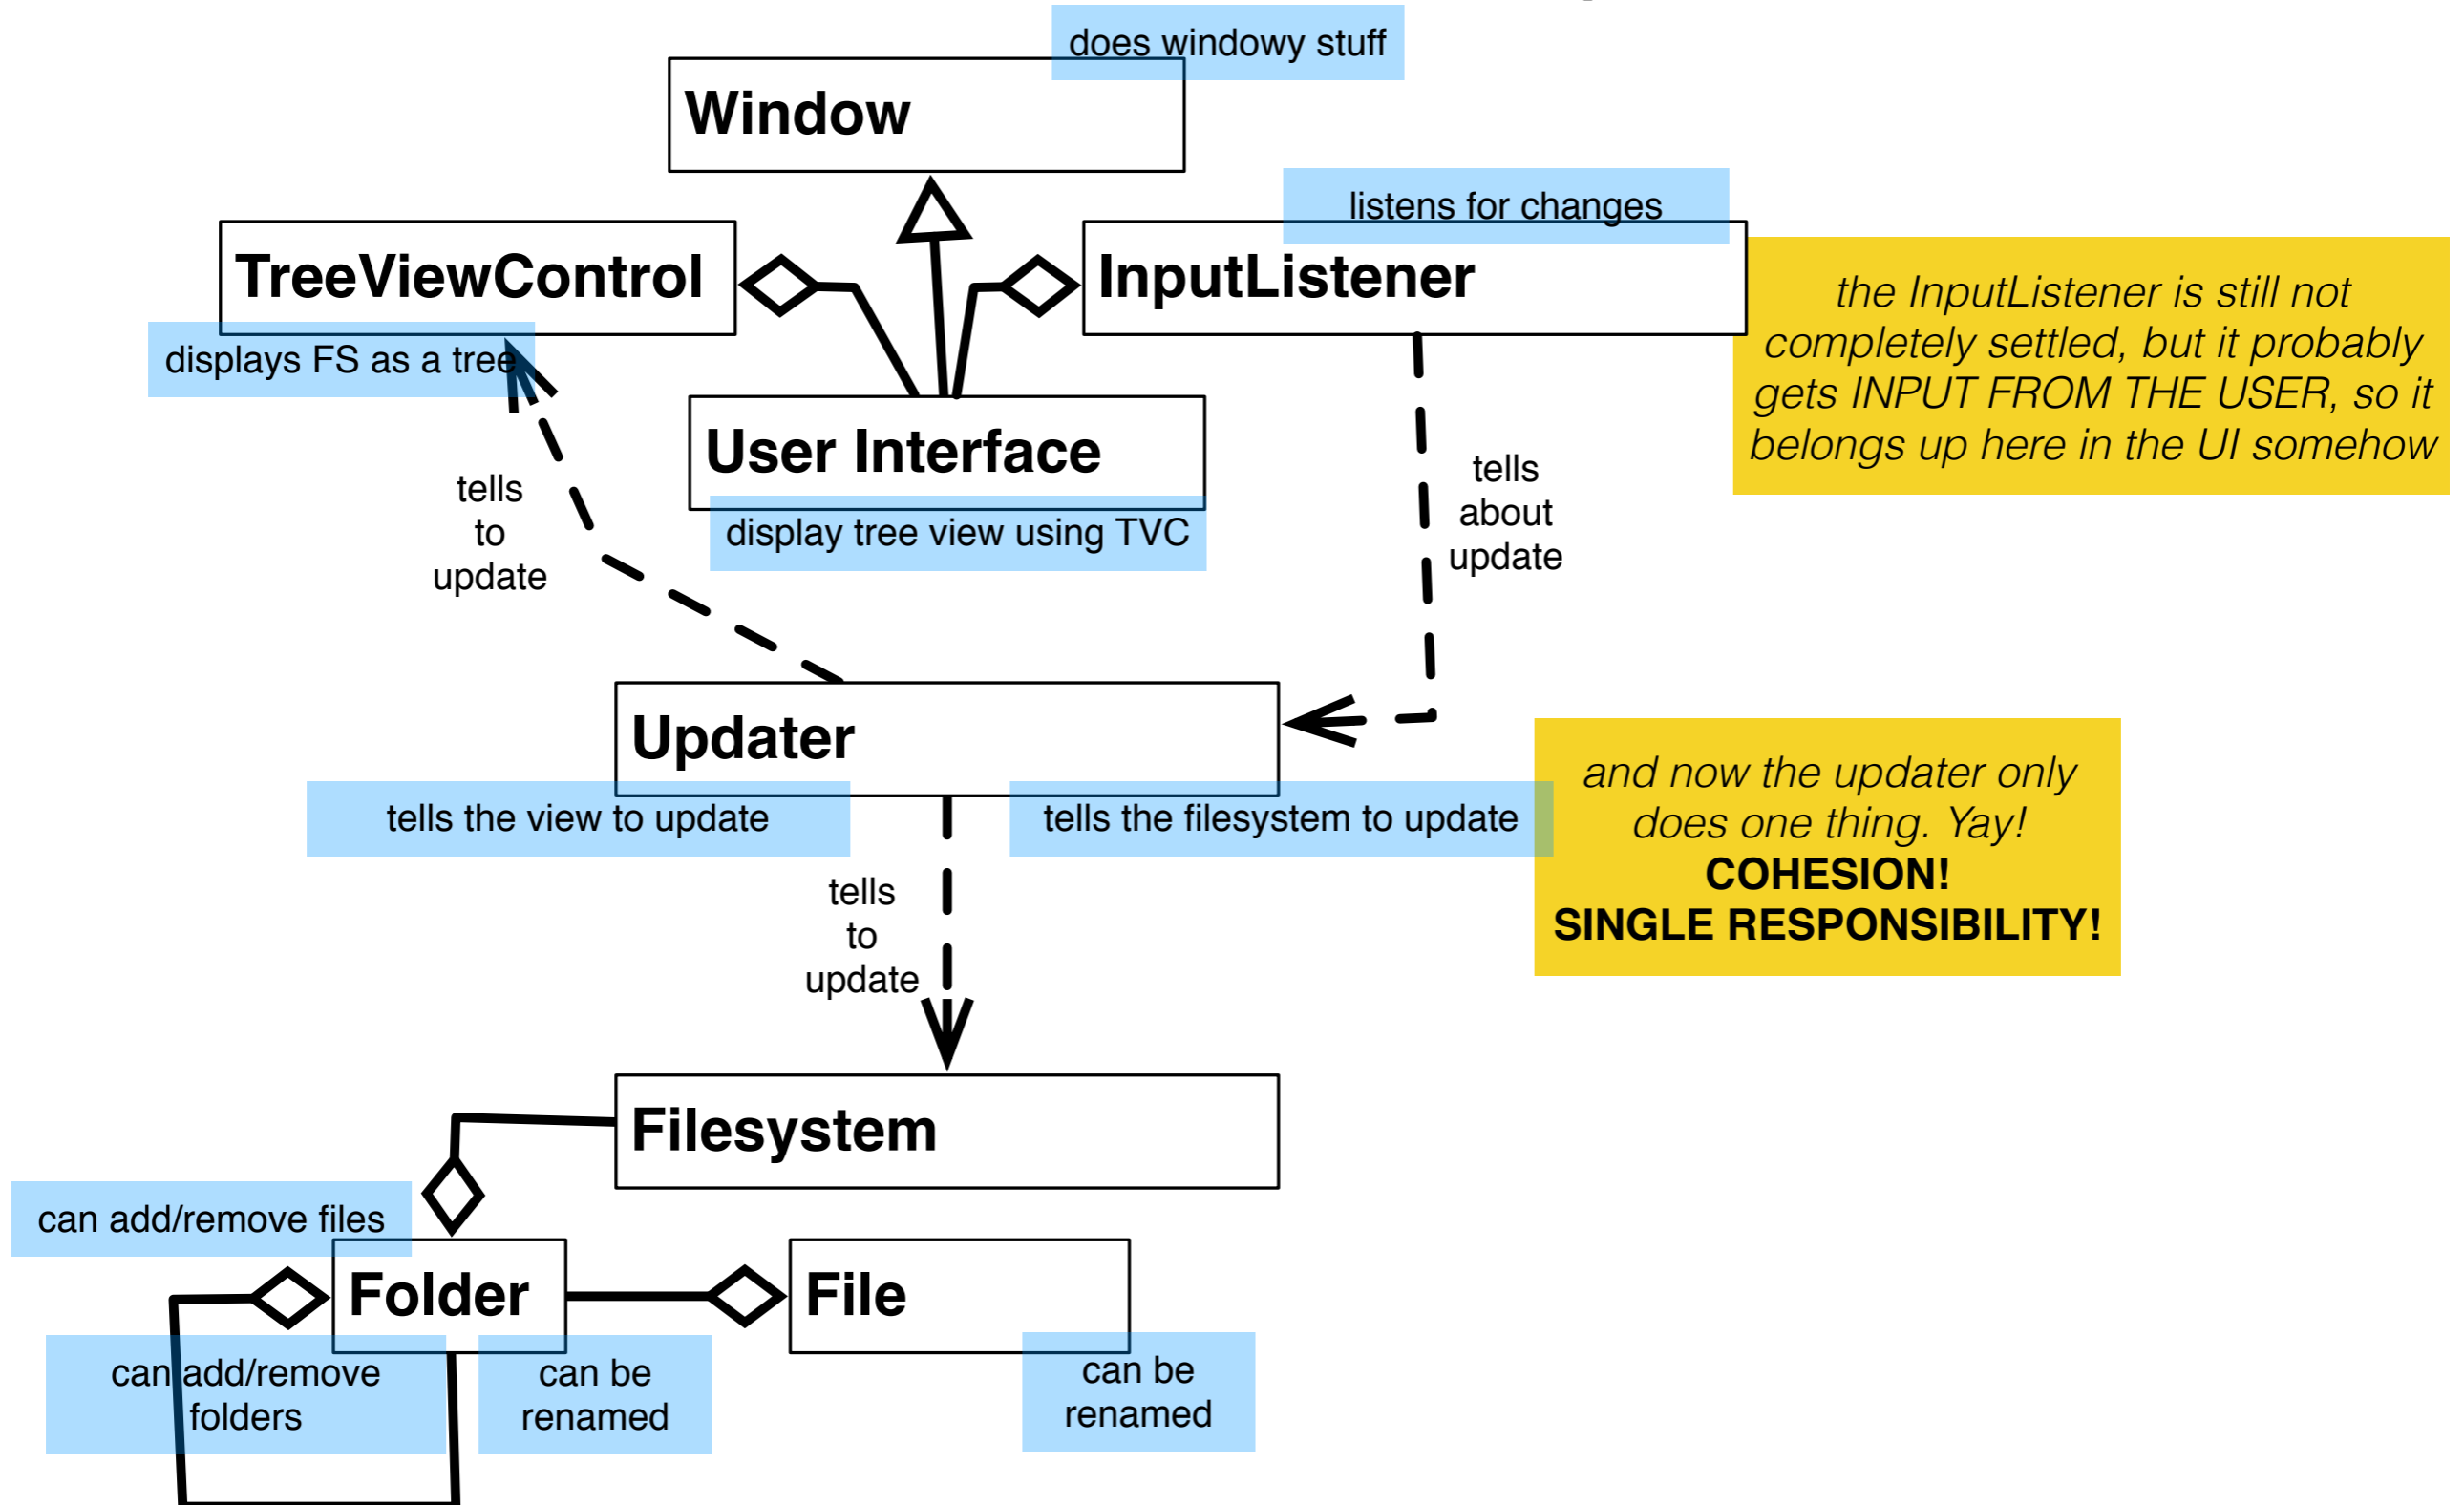 does windowy stuff
Window
listens for changes
TreeViewControl
InputListener
the InputListener is still not
completely settled, but it probably
gets INPUT FROM THE USER, so it
belongs up here in the UI somehow
displays FS as a tree
User Interface
display tree view using TVC
tells
to
update
tells
about
update
Updater
tells the view to update
tells the filesystem to update
and now the updater only
does one thing. Yay!
COHESION!
SINGLE RESPONSIBILITY!
tells
to
update
Filesystem
can add/remove files
Folder
File
can add/remove
folders
can be
renamed
can be
renamed